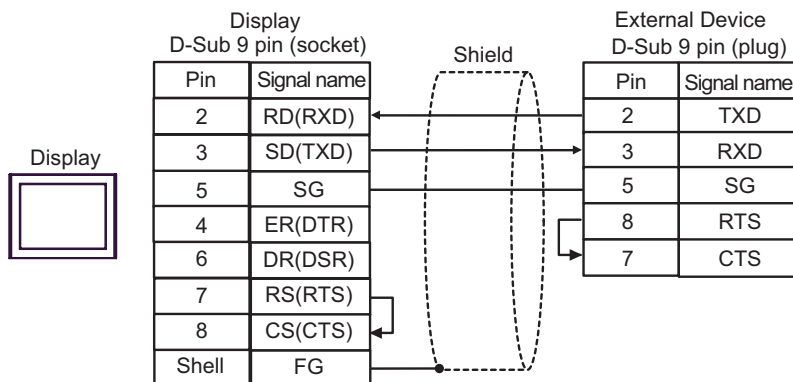 Display
D-Sub 9 pin (socket)
External Device
D-Sub 9 pin (plug)
Shield
Display
Pin Signal name
2 RD(RXD)
3 SD(TXD)
5 SG
4 ER(DTR)
6 DR(DSR)
7 RS(RTS)
8 CS(CTS)
Shell FG
Pin Signal name
2 TXD
3 RXD
5 SG
8 RTS
7 CTS